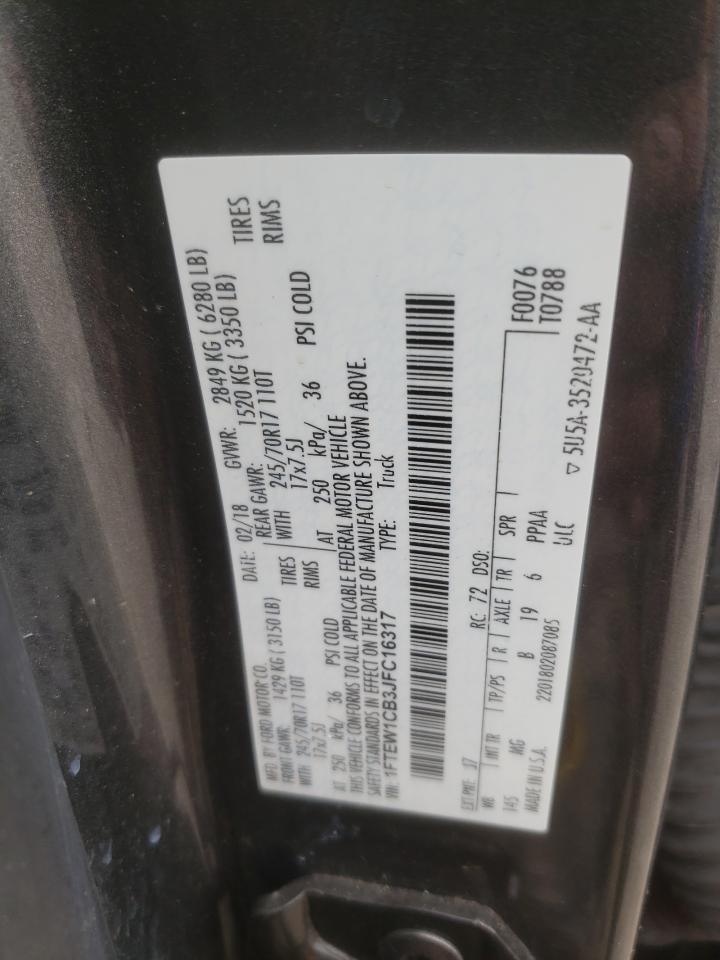 MFD. BY FORD MOTOR CO. DATE: 02/18 GVWR: 2849 KG ( 6280 LB)
FRONT GAWR: 1429 KG ( 3150 LB) REAR GAWR: 1520 KG ( 3350 LB)
WITH 245/70R17 110T TIRES WITH 245/70R17 110T TIRES
17x7.5J RIMS 17x7.5J RIMS
AT 250 kPa/ 36 PSI COLD AT 250 kPa/ 36 PSI COLD
THIS VEHICLE CONFORMS TO ALL APPLICABLE FEDERAL MOTOR VEHICLE
SAFETY STANDARDS IN EFFECT ON THE DATE OF MANUFACTURE SHOWN ABOVE.
VIN: 1FTEW1CB3JFC16317 TYPE: Truck
F0076
T0788
EXT PNT: RC: 72 DSO:
WB INT TR TP/PS R AXLE TR SPR
145 MG B 19 6 PPAA
MADE IN U.S.A. 2201802087085 ULC
▽ 5U5A-3520472-AA